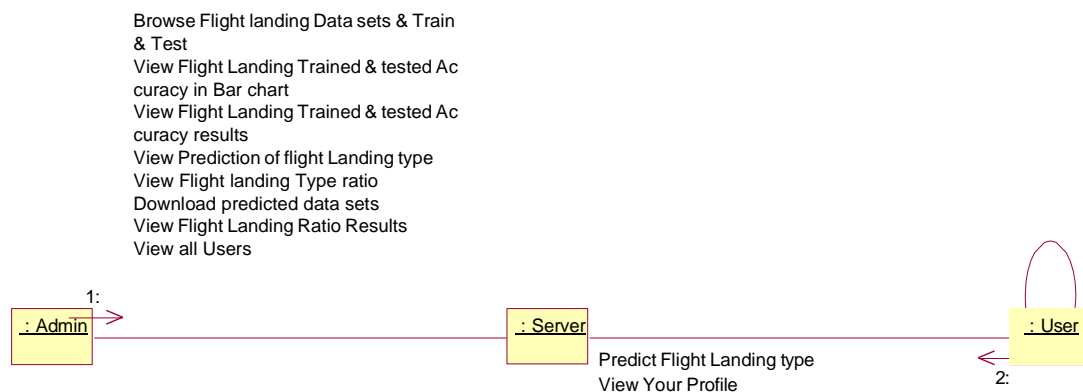 Browse Flight landing Data sets & Train
& Test
View Flight Landing Trained & tested Ac
curacy in Bar chart
View Flight Landing Trained & tested Ac
curacy results
View Prediction of flight Landing type
View Flight landing Type ratio
Download predicted data sets
View Flight Landing Ratio Results
View all Users
1:
: Admin
: Server
: User
Predict Flight Landing type
View Your Profile
2: